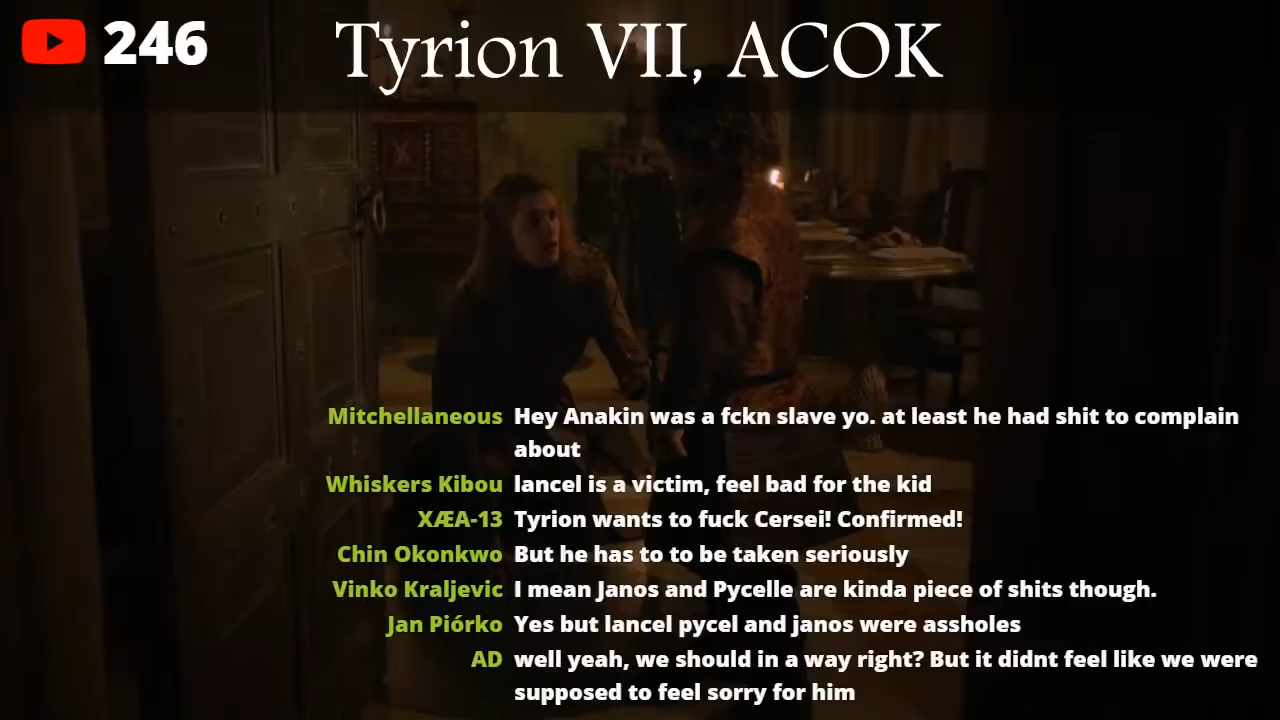 246
Tyrion VII, ACOK
Mitchellaneous Hey Anakin was a fckn slave yo. at least he had shit to complain
about
Whiskers Kibou lancel is a victim, feel bad for the kid
XÆA-13 Tyrion wants to fuck Cersei! Confirmed!
Chin Okonkwo But he has to to be taken seriously
Vinko Kraljevic I mean Janos and Pycelle are kinda piece of shits though.
Jan Piórko Yes but lancel pycel and janos were assholes
AD well yeah, we should in a way right? But it didnt feel like we were
supposed to feel sorry for him